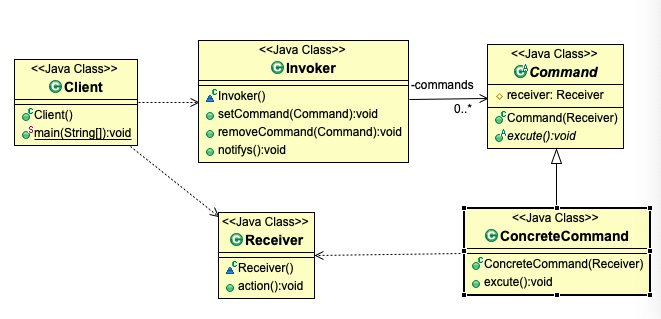 <<Java Class>>
Client
Client()
main(String[]):void
<<Java Class>>
Invoker
Invoker()
setCommand(Command):void
removeCommand(Command):void
notifys():void
-commands
0..*
<<Java Class>>
Command
receiver: Receiver
Command(Receiver)
excute():void
<<Java Class>>
Receiver
Receiver()
action():void
<<Java Class>>
ConcreteCommand
ConcreteCommand(Receiver)
excute():void